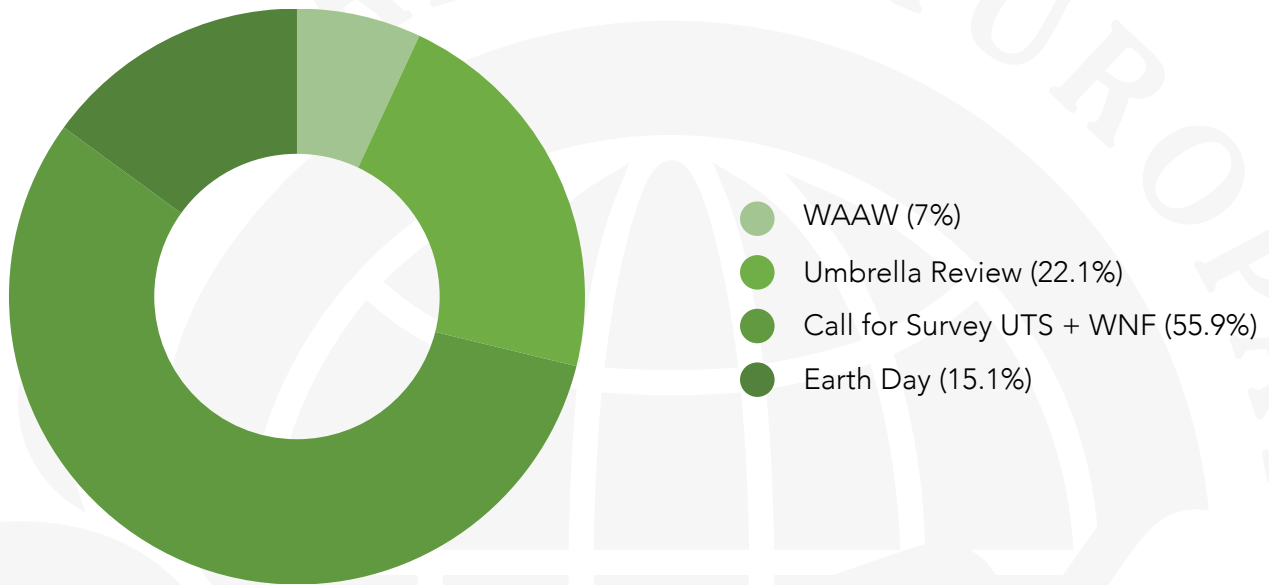 WAAW (7%)
Umbrella Review (22.1%)
Call for Survey UTS + WNF (55.9%)
Earth Day (15.1%)